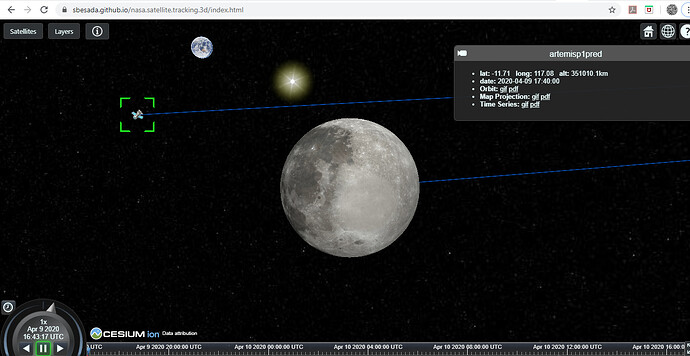 sbesada.github.io/nasa.satellite.tracking.3d/index.html
Satellites Layers
artemisp1pred
lat: -11.71 long: 117.08 alt: 351010.1km
date: 2020-04-09 17:40:00
Orbit: gif pdf
Map Projection: gif pdf
Time Series: gif pdf
1x
Apr 9 2020
16:43:17 UTC
CESIUM ion Data attribution
UTC Apr 9 2020 20:00:00 UTC Apr 10 2020 00:00:00 UTC Apr 10 2020 04:00:00 UTC Apr 10 2020 08:00:00 UTC Apr 10 2020 12:00:00 UTC Apr 10 2020 16:00:0